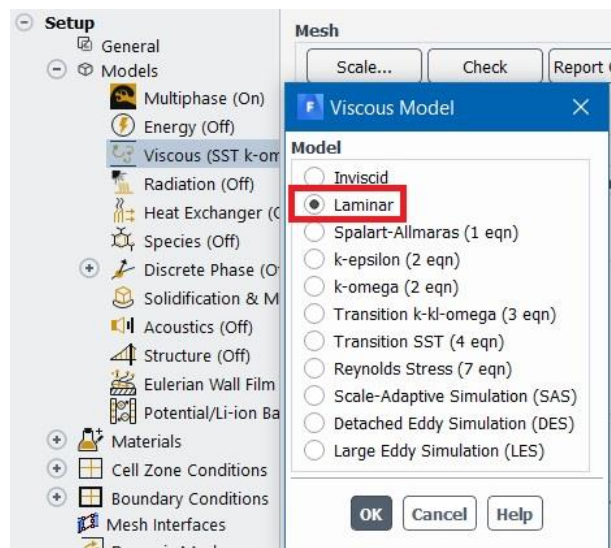 Setup
General
Models
Multiphase (On)
Energy (Off)
Viscous (SST k-om
Radiation (Off)
Heat Exchanger (
Species (Off)
Discrete Phase (O
Solidification & M
Acoustics (Off)
Structure (Off)
Eulerian Wall Film
Potential/Li-ion Ba
Materials
Cell Zone Conditions
Boundary Conditions
Mesh Interfaces
Mesh
Scale... Check Report
F Viscous Model
Model
Inviscid
Laminar
Spalart-Allmaras (1 eqn)
k-epsilon (2 eqn)
k-omega (2 eqn)
Transition k-kl-omega (3 eqn)
Transition SST (4 eqn)
Reynolds Stress (7 eqn)
Scale-Adaptive Simulation (SAS)
Detached Eddy Simulation (DES)
Large Eddy Simulation (LES)
OK Cancel Help